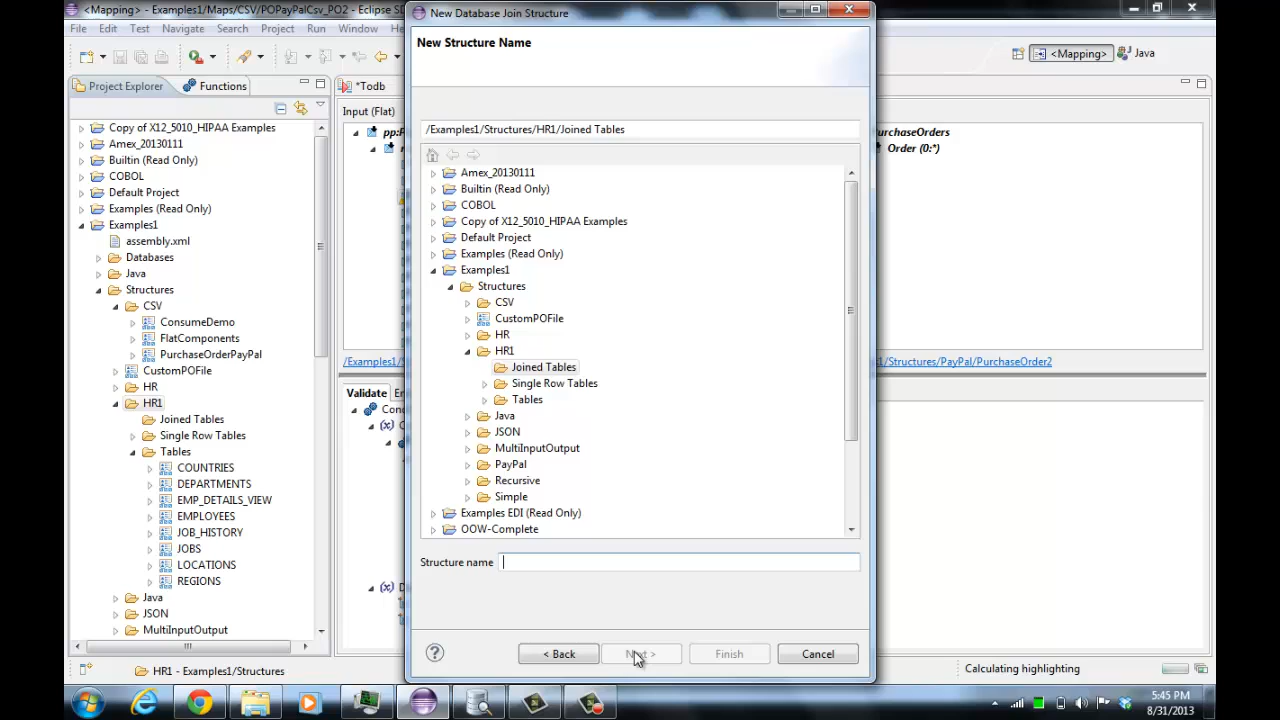 <Mapping> - Examples1/Maps/CSV/POPayPalCsv_PO2 - Eclipse SD
File Edit Test Navigate Search Project Run Window
<Mapping> Java
Project Explorer Functions
Copy of X12_5010_HIPAA Examples
Amex_20130111
Builtin (Read Only)
COBOL
Default Project
Examples (Read Only)
Examples1
assembly.xml
Databases
Java
Structures
CSV
ConsumeDemo
FlatComponents
PurchaseOrderPayPal
CustomPOFile
HR
HR1
Joined Tables
Single Row Tables
Tables
COUNTRIES
DEPARTMENTS
EMP_DETAILS_VIEW
EMPLOYEES
JOB_HISTORY
JOBS
LOCATIONS
REGIONS
Java
JSON
MultiInputOutput
HR1 - Examples1/Structures
*Todb
Input (Flat)
/Examples1/
Validate
New Database Join Structure
New Structure Name
/Examples1/Structures/HR1/Joined Tables
Amex_20130111
Builtin (Read Only)
COBOL
Copy of X12_5010_HIPAA Examples
Default Project
Examples (Read Only)
Examples1
Structures
CSV
CustomPOFile
HR
HR1
Joined Tables
Single Row Tables
Tables
Java
JSON
MultiInputOutput
PayPal
Recursive
Simple
Examples EDI (Read Only)
OOW-Complete
Structure name
< Back Next > Finish Cancel
PurchaseOrders
Order (0:*)
1/Structures/PayPal/PurchaseOrder2
Calculating highlighting
5:45 PM
8/31/2013